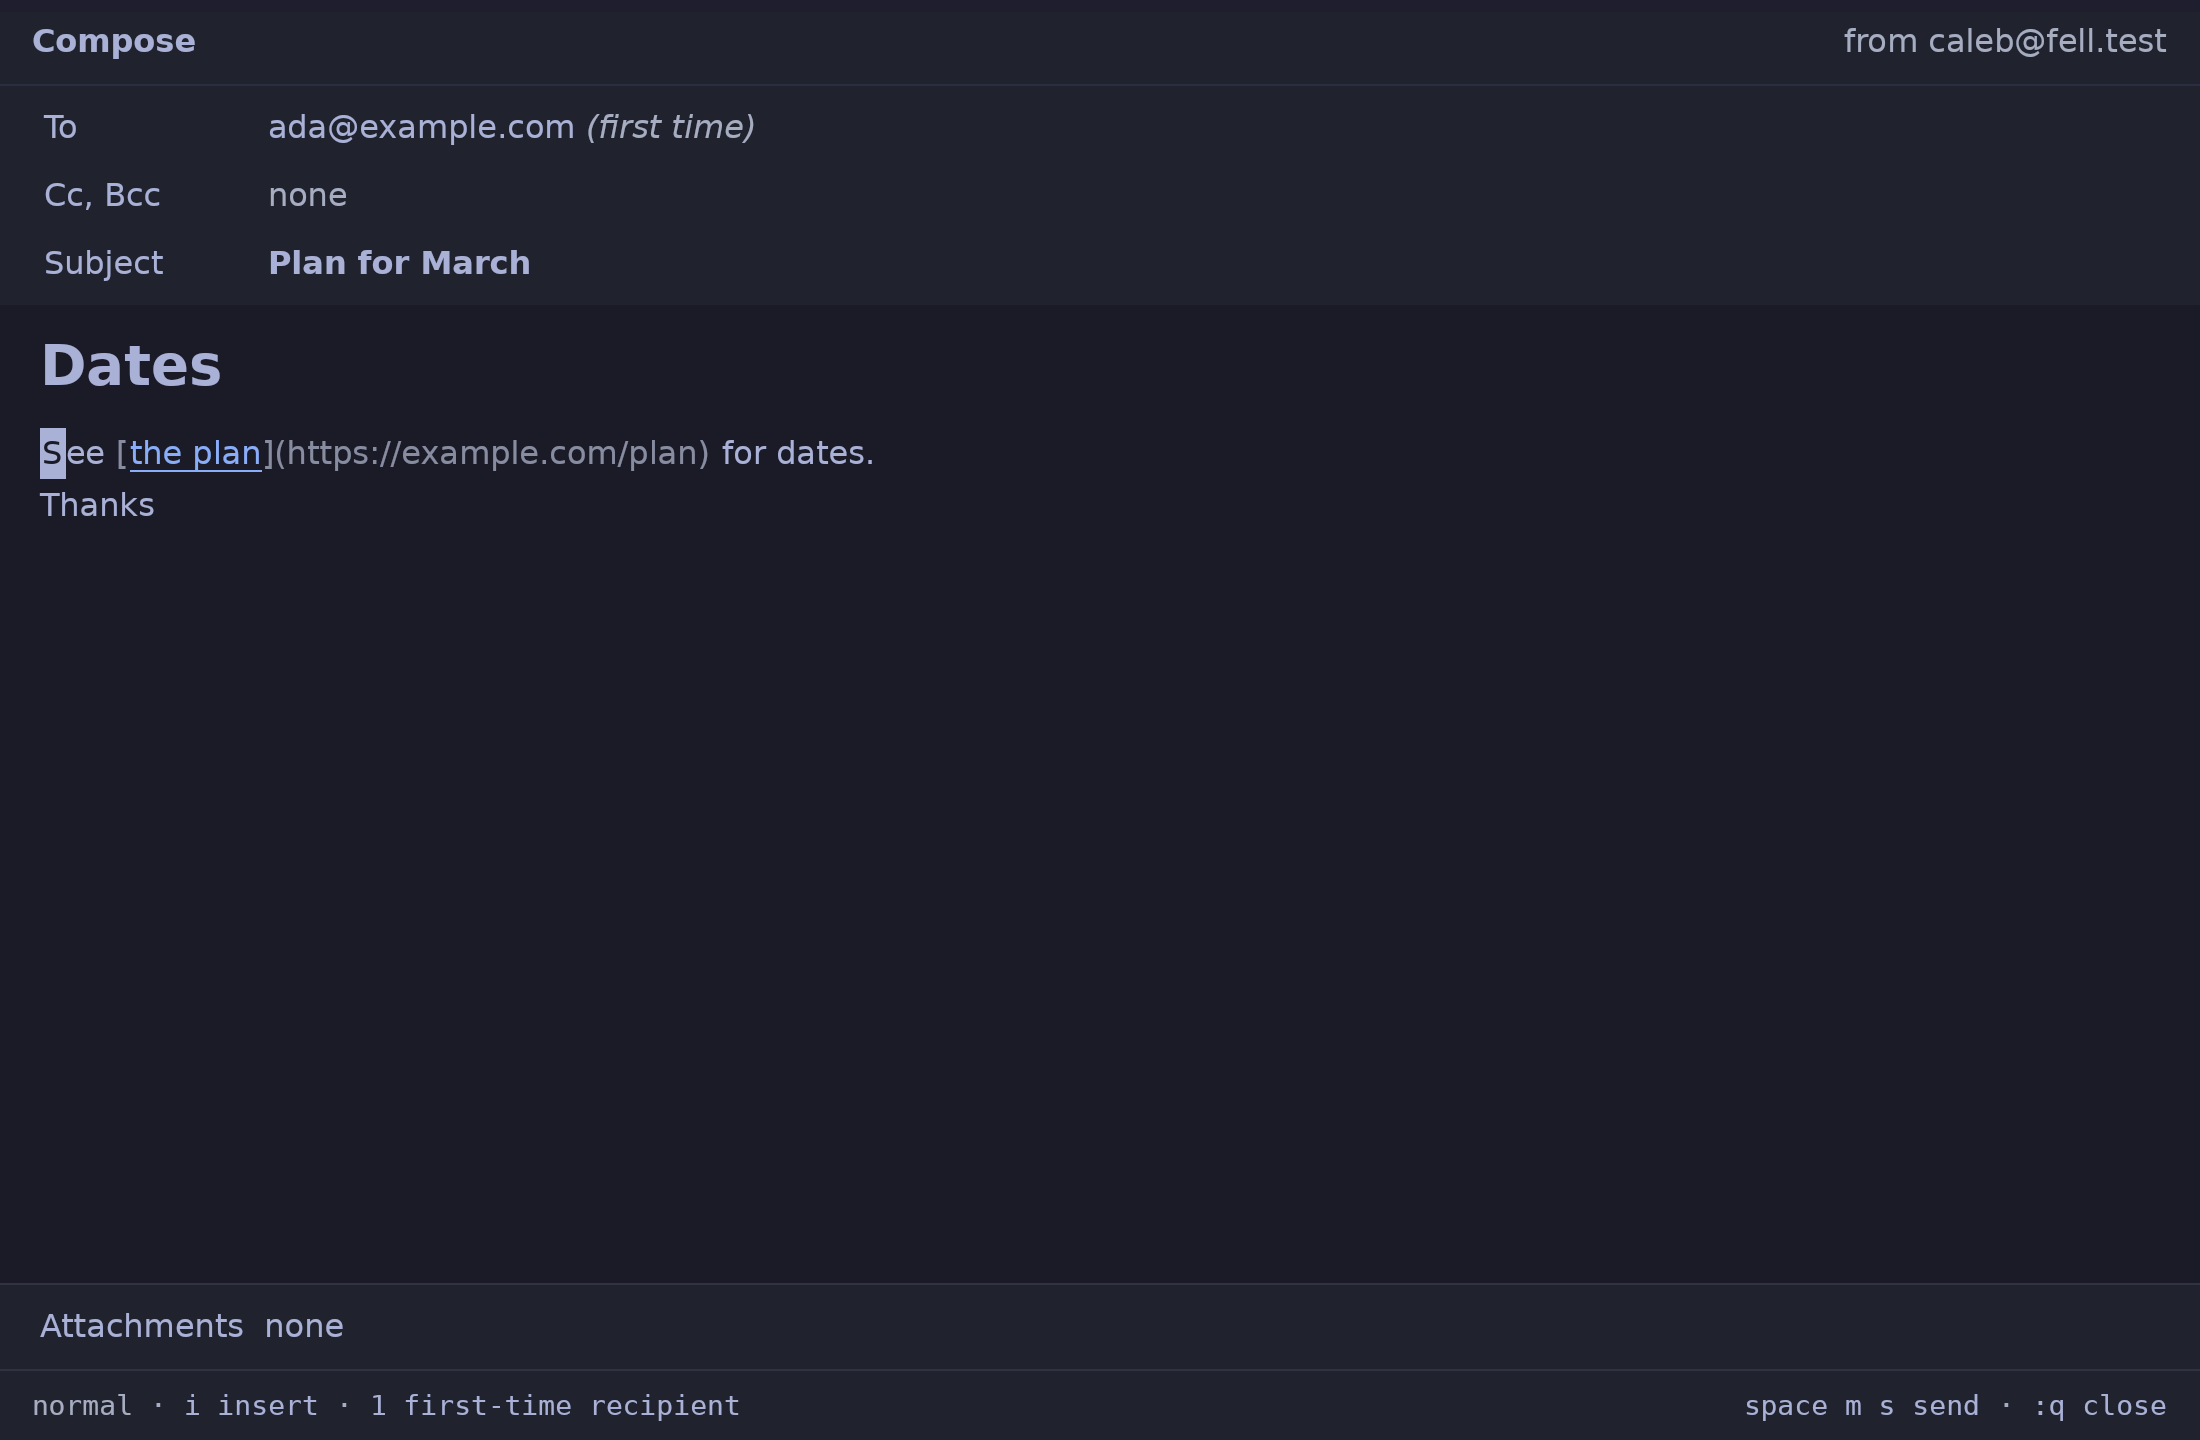 Compose from caleb@fell.test
To ada@example.com (first time)
Cc, Bcc none
Subject Plan for March
Dates
See [the plan](https://example.com/plan) for dates.
Thanks
Attachments none
normal · i insert · 1 first-time recipient space m s send · :q close